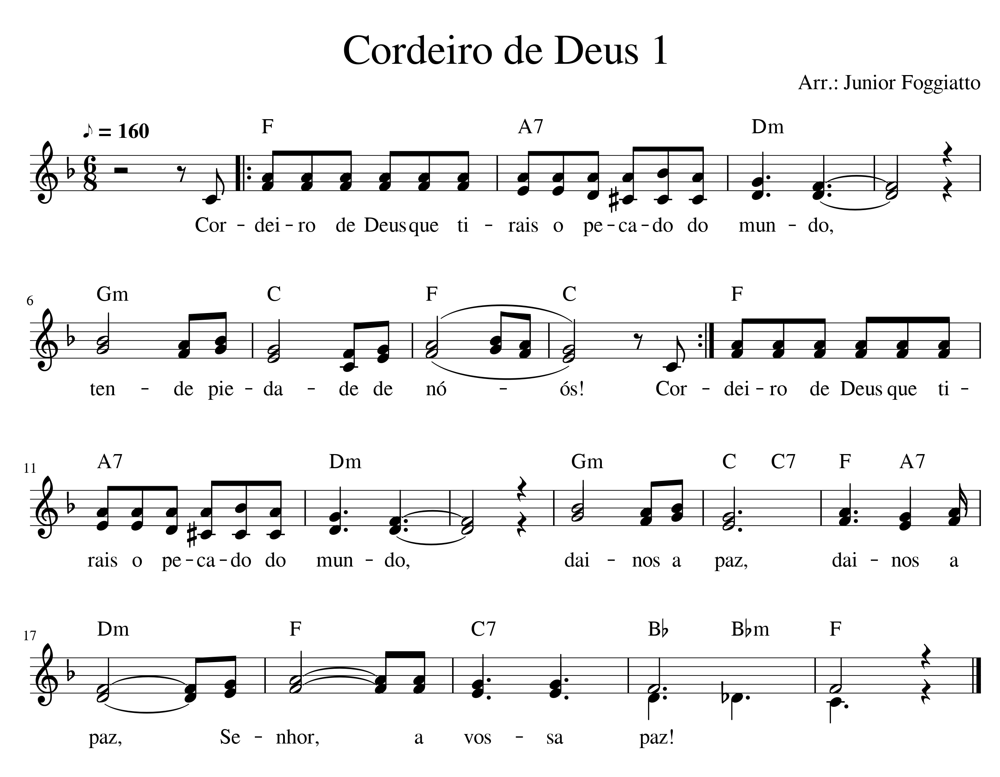 Cordeiro de Deus 1
Arr.: Junior Foggiatto
♪ = 160
F A7 Dm
6 8
Cor - dei - ro de Deus que ti - rais o pe - ca - do do mun - do,
6 Gm C F C F
ten - de pie - da - de de nó - ós! Cor - dei - ro de Deus que ti -
11 A7 Dm Gm C C7 F A7
rais o pe - ca - do do mun - do, dai - nos a paz, dai - nos a
17 Dm F C7 B♭ B♭m F
paz, Se - nhor, a vos - sa paz!